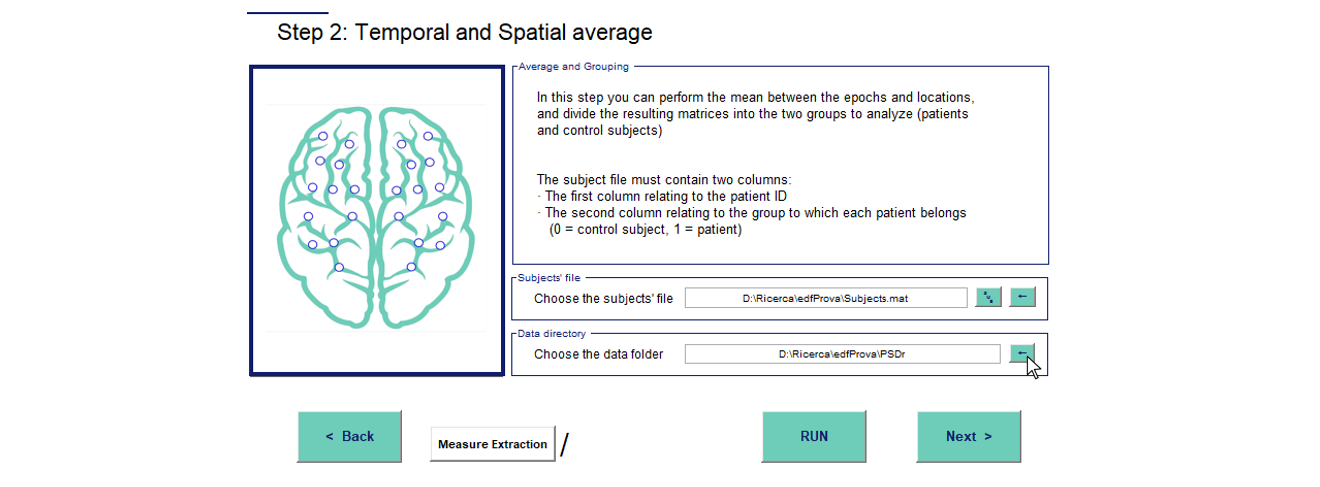 Step 2: Temporal and Spatial average
Average and Grouping
In this step you can perform the mean between the epochs and locations,
and divide the resulting matrices into the two groups to analyze (patients
and control subjects)
The subject file must contain two columns:
· The first column relating to the patient ID
· The second column relating to the group to which each patient belongs
(0 = control subject, 1 = patient)
Subjects' file
Choose the subjects' file D:\Ricerca\edfProva\Subjects.mat ←
Data directory
Choose the data folder D:\Ricerca\edfProva\PSDr ←
< Back Measure Extraction / RUN Next >